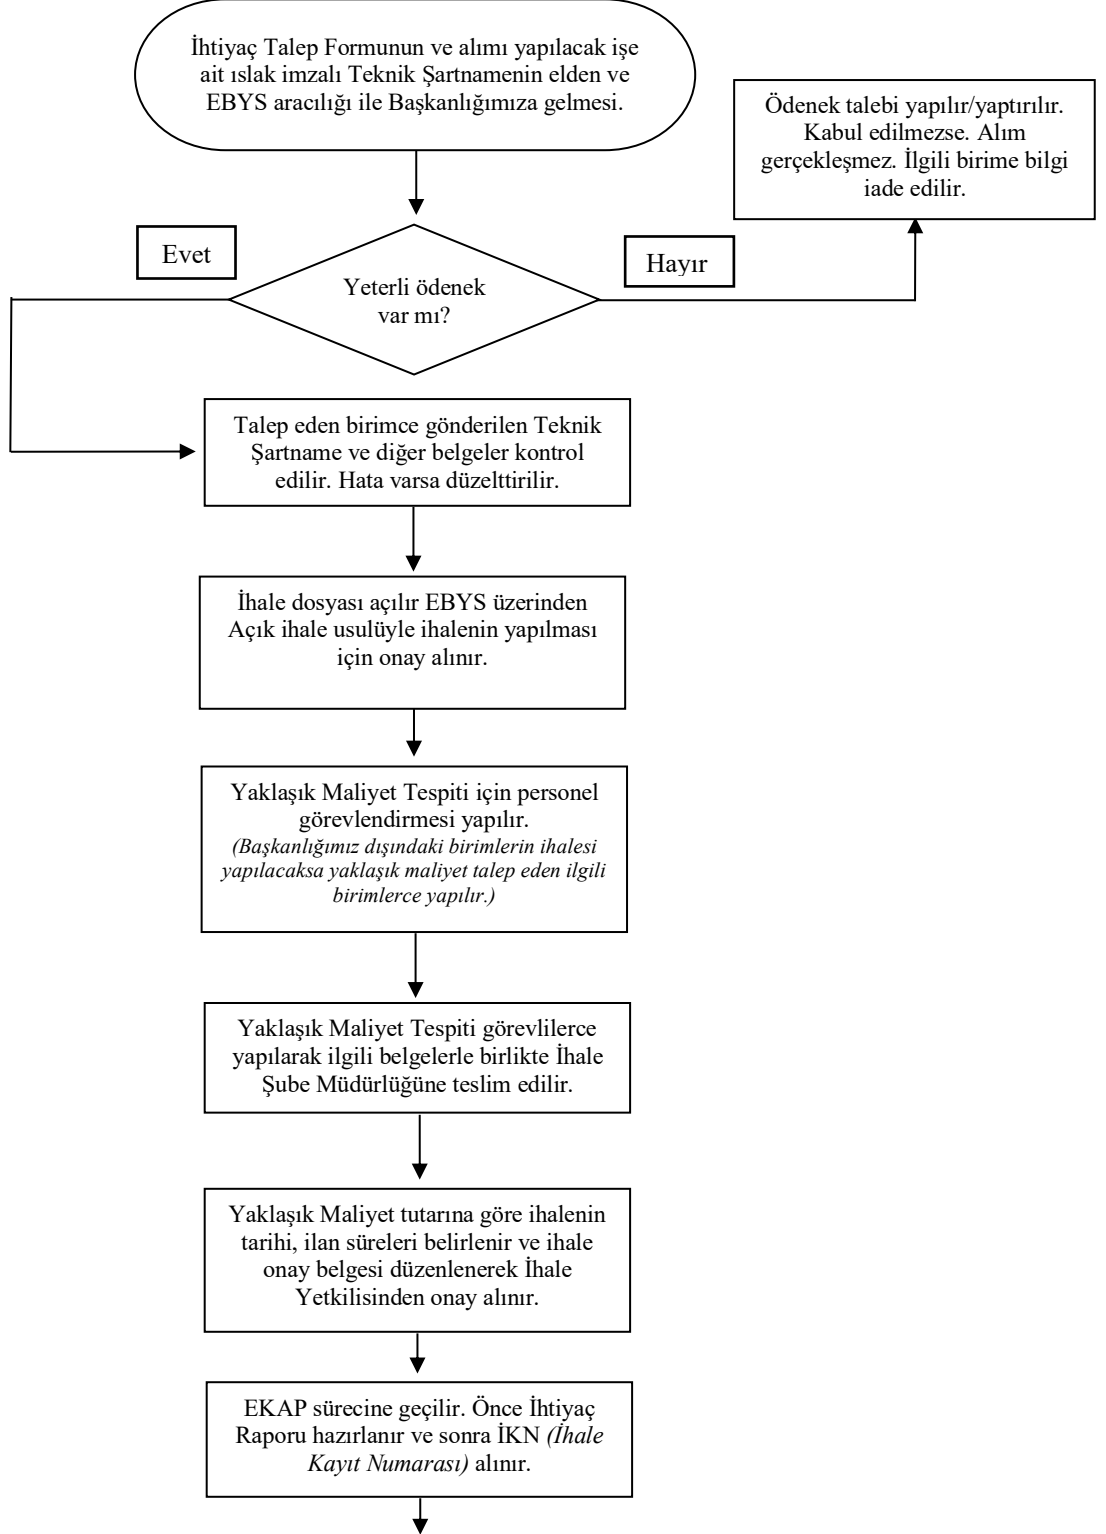 İhtiyaç Talep Formunun ve alımı yapılacak işe
ait ıslak imzalı Teknik Şartnamenin elden ve
EBYS aracılığı ile Başkanlığımıza gelmesi.
Ödenek talebi yapılır/yaptırılır.
Kabul edilmezse. Alım
gerçekleşmez. İlgili birime bilgi
iade edilir.
Evet
Hayır
Yeterli ödenek
var mı?
Talep eden birimce gönderilen Teknik
Şartname ve diğer belgeler kontrol
edilir. Hata varsa düzelttirilir.
İhale dosyası açılır EBYS üzerinden
Açık ihale usulüyle ihalenin yapılması
için onay alınır.
Yaklaşık Maliyet Tespiti için personel
görevlendirmesi yapılır.
(Başkanlığımız dışındaki birimlerin ihalesi
yapılacaksa yaklaşık maliyet talep eden ilgili
birimlerce yapılır.)
Yaklaşık Maliyet Tespiti görevlilerce
yapılarak ilgili belgelerle birlikte İhale
Şube Müdürlüğüne teslim edilir.
Yaklaşık Maliyet tutarına göre ihalenin
tarihi, ilan süreleri belirlenir ve ihale
onay belgesi düzenlenerek İhale
Yetkilisinden onay alınır.
EKAP sürecine geçilir. Önce İhtiyaç
Raporu hazırlanır ve sonra İKN (İhale
Kayıt Numarası) alınır.